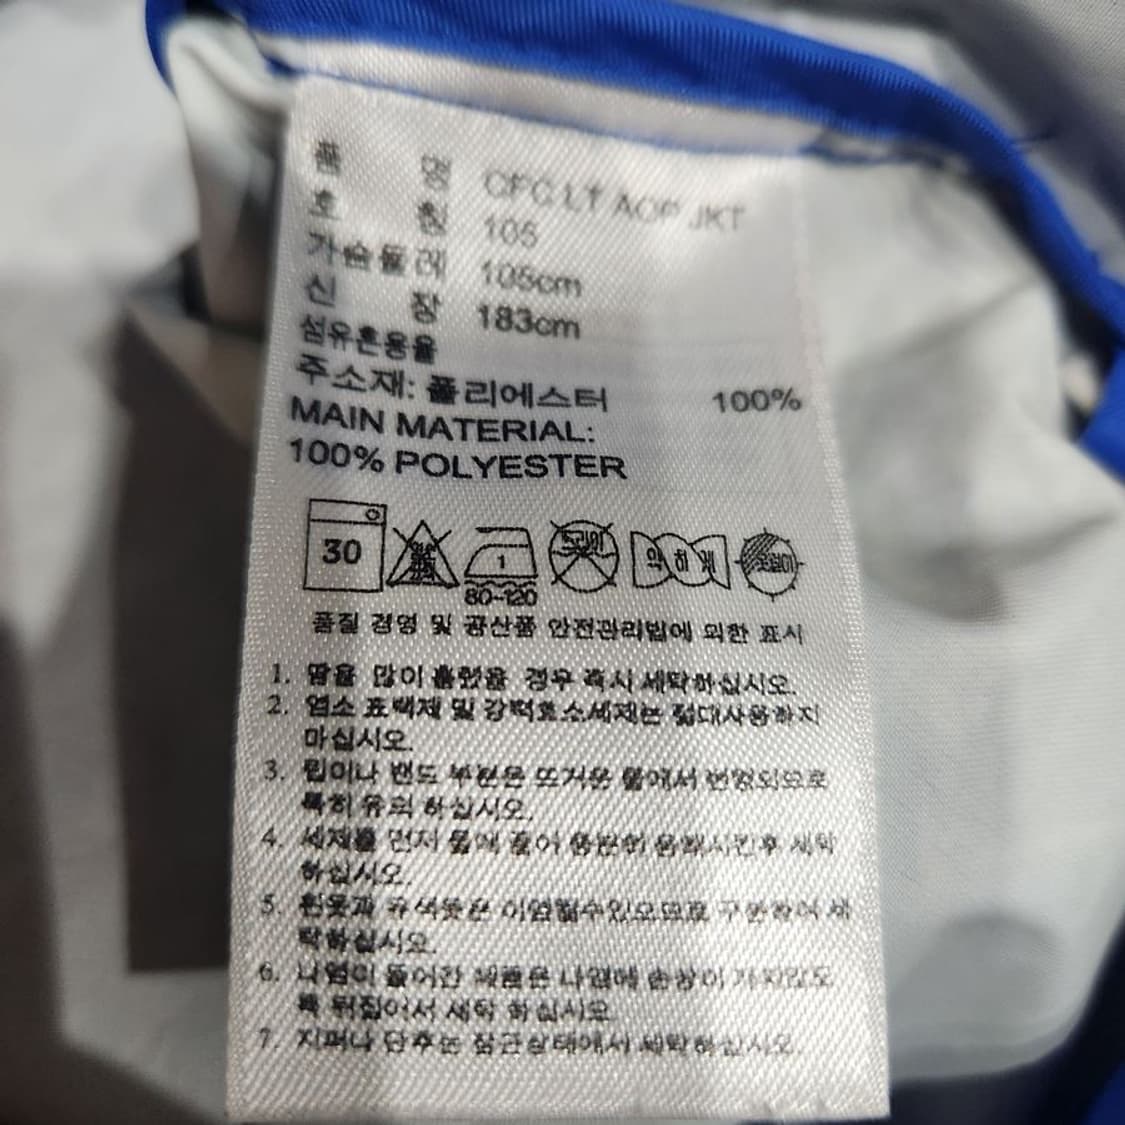 품 명 CFC LT AOP JKT
호 칭 105
가슴둘레 105cm
신 장 183cm
섬유혼용율
주소재: 폴리에스터 100%
MAIN MATERIAL:
100% POLYESTER
30 1 드라이 약 하 게
80-120
품질 경영 및 공산품 안전관리법에 의한 표시
1. 땀을 많이 흘렸을 경우 즉시 세탁하십시오.
2. 염소 표백제 및 강력효소세제는 절대사용하지
마십시오.
3. 립이나 밴드 부분은 뜨거운 물에서 변형되므로
특히 유의 하십시오.
4. 세제를 먼저 물에 풀어 충분히 용해시킨후 세탁
하십시오.
5. 흰옷과 유색옷은 이염될수있으므로 구분하여 세
탁하십시오.
6. 나염이 들어간 제품은 나염에 손상이 가지않도
록 뒤집어서 세탁 하십시오
7. 지퍼나 단추는 잠근상태에서 세탁하십시오.